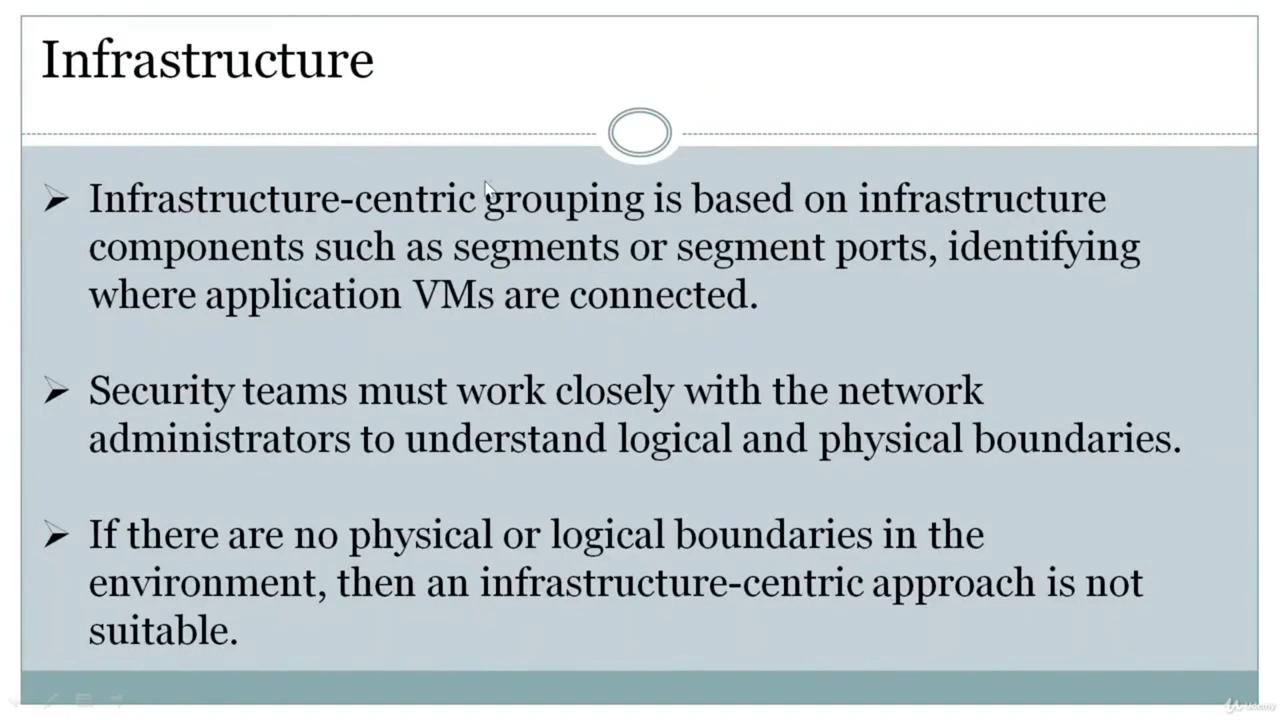 Infrastructure
Infrastructure-centric grouping is based on infrastructure
components such as segments or segment ports, identifying
where application VMs are connected.
Security teams must work closely with the network
administrators to understand logical and physical boundaries.
If there are no physical or logical boundaries in the
environment, then an infrastructure-centric approach is not
suitable.
Udemy